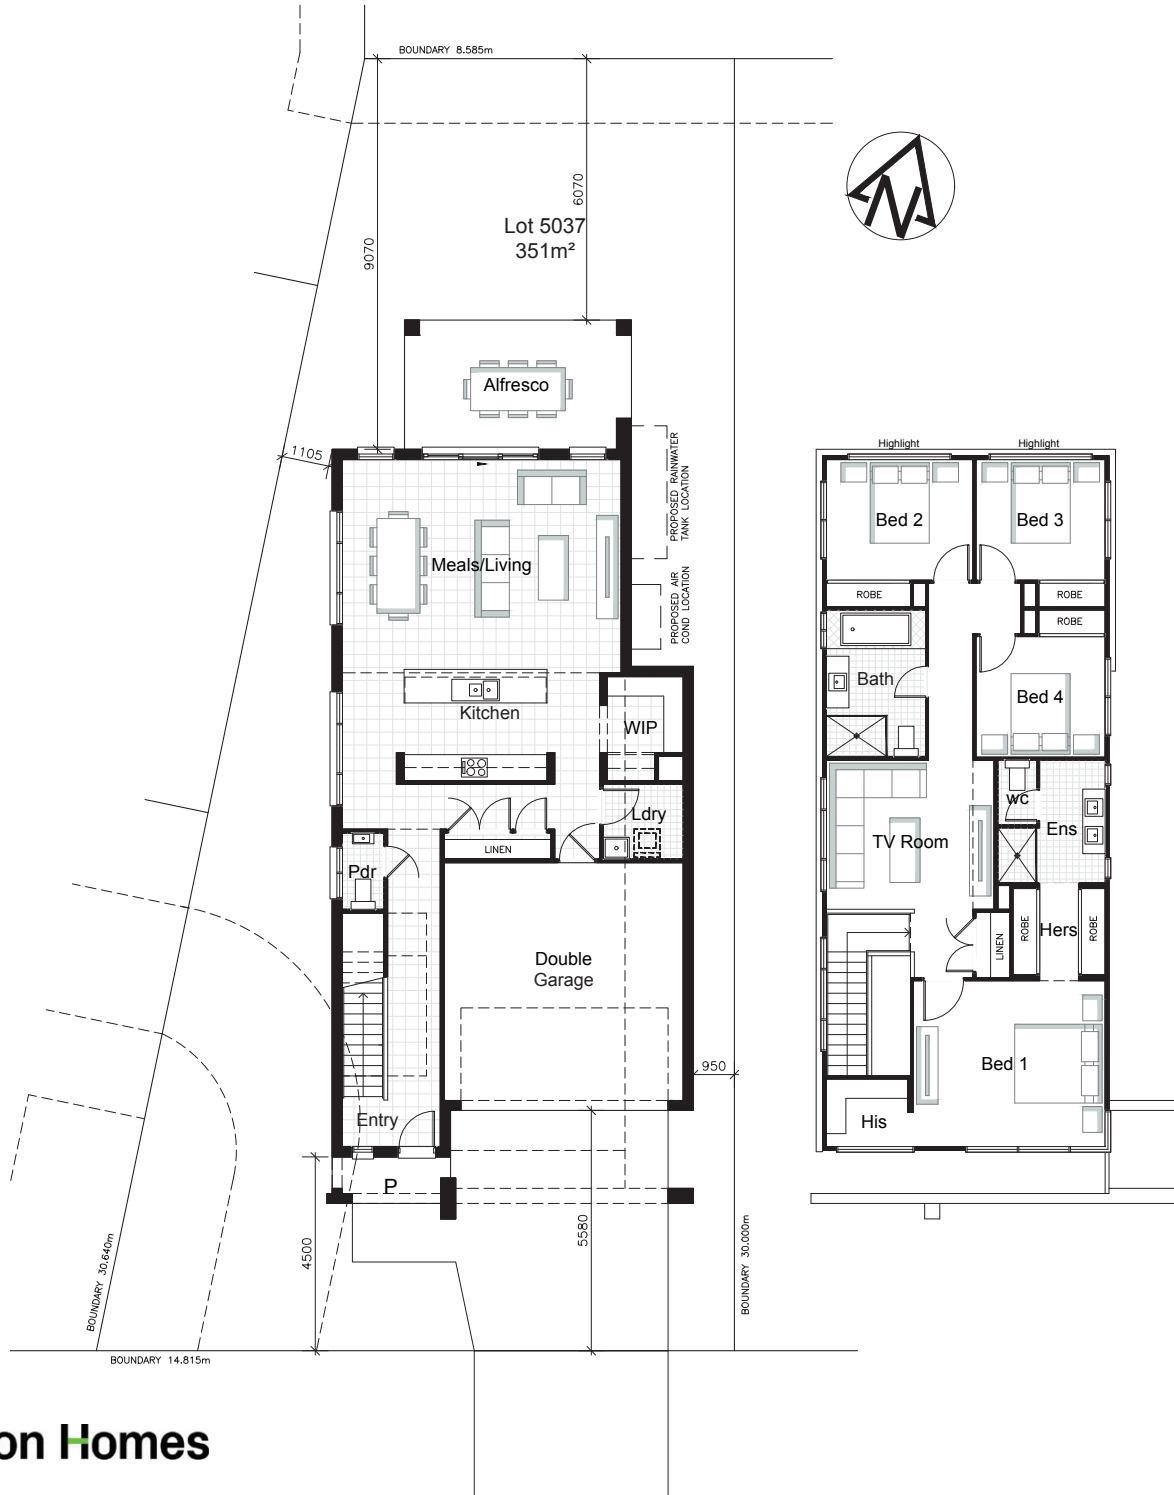 BOUNDARY 8.585m
6070
9070
Lot 5037
351m²
N
Alfresco
1105
PROPOSED RAINWATER
TANK LOCATION
Meals/Living
PROPOSED AIR
COND LOCATION
Kitchen
WIP
Ldry
LINEN
Pdr
Double
Garage
950
Entry
P
4500
5580
BOUNDARY 30.640m
BOUNDARY 30.000m
BOUNDARY 14.815m
Highlight
Highlight
Bed 2
Bed 3
ROBE
ROBE
ROBE
Bath
Bed 4
wc
Ens
TV Room
LINEN
ROBE
Hers
ROBE
Bed 1
His
on Homes